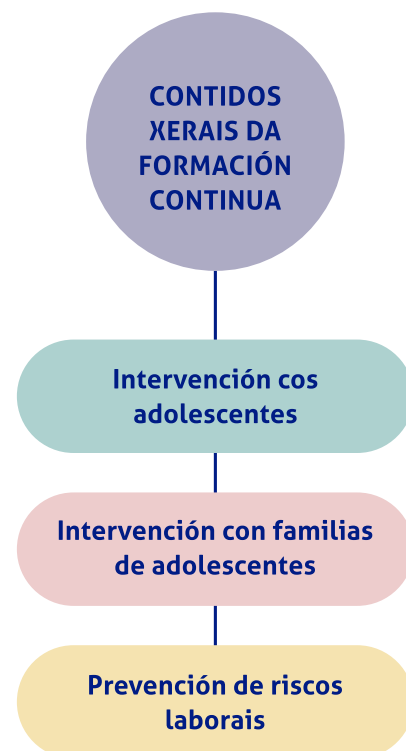 CONTIDOS
XERAIS DA
FORMACIÓN
CONTINUA
Intervención cos
adolescentes
Intervención con familias
de adolescentes
Prevención de riscos
laborais